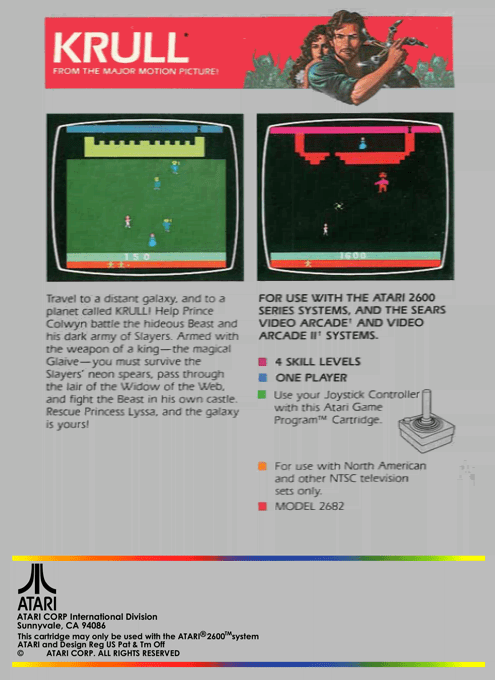 KRULL*
FROM THE MAJOR MOTION PICTURE!
150
1600
Travel to a distant galaxy, and to a
planet called KRULL! Help Prince
Colwyn battle the hideous Beast and
his dark army of Slayers. Armed with
the weapon of a king—the magical
Glaive—you must survive the
Slayers' neon spears, pass through
the lair of the Widow of the Web,
and fight the Beast in his own castle.
Rescue Princess Lyssa, and the galaxy
is yours!
FOR USE WITH THE ATARI 2600
SERIES SYSTEMS, AND THE SEARS
VIDEO ARCADE† AND VIDEO
ARCADE II† SYSTEMS.
4 SKILL LEVELS
ONE PLAYER
Use your Joystick Controller
with this Atari Game
Program™ Cartridge.
For use with North American
and other NTSC television
sets only.
MODEL 2682
ATARI
ATARI CORP International Division
Sunnyvale, CA 94086
This cartridge may only be used with the ATARI® 2600™ system
ATARI and Design Reg US Pat & Tm Off
© ATARI CORP. ALL RIGHTS RESERVED